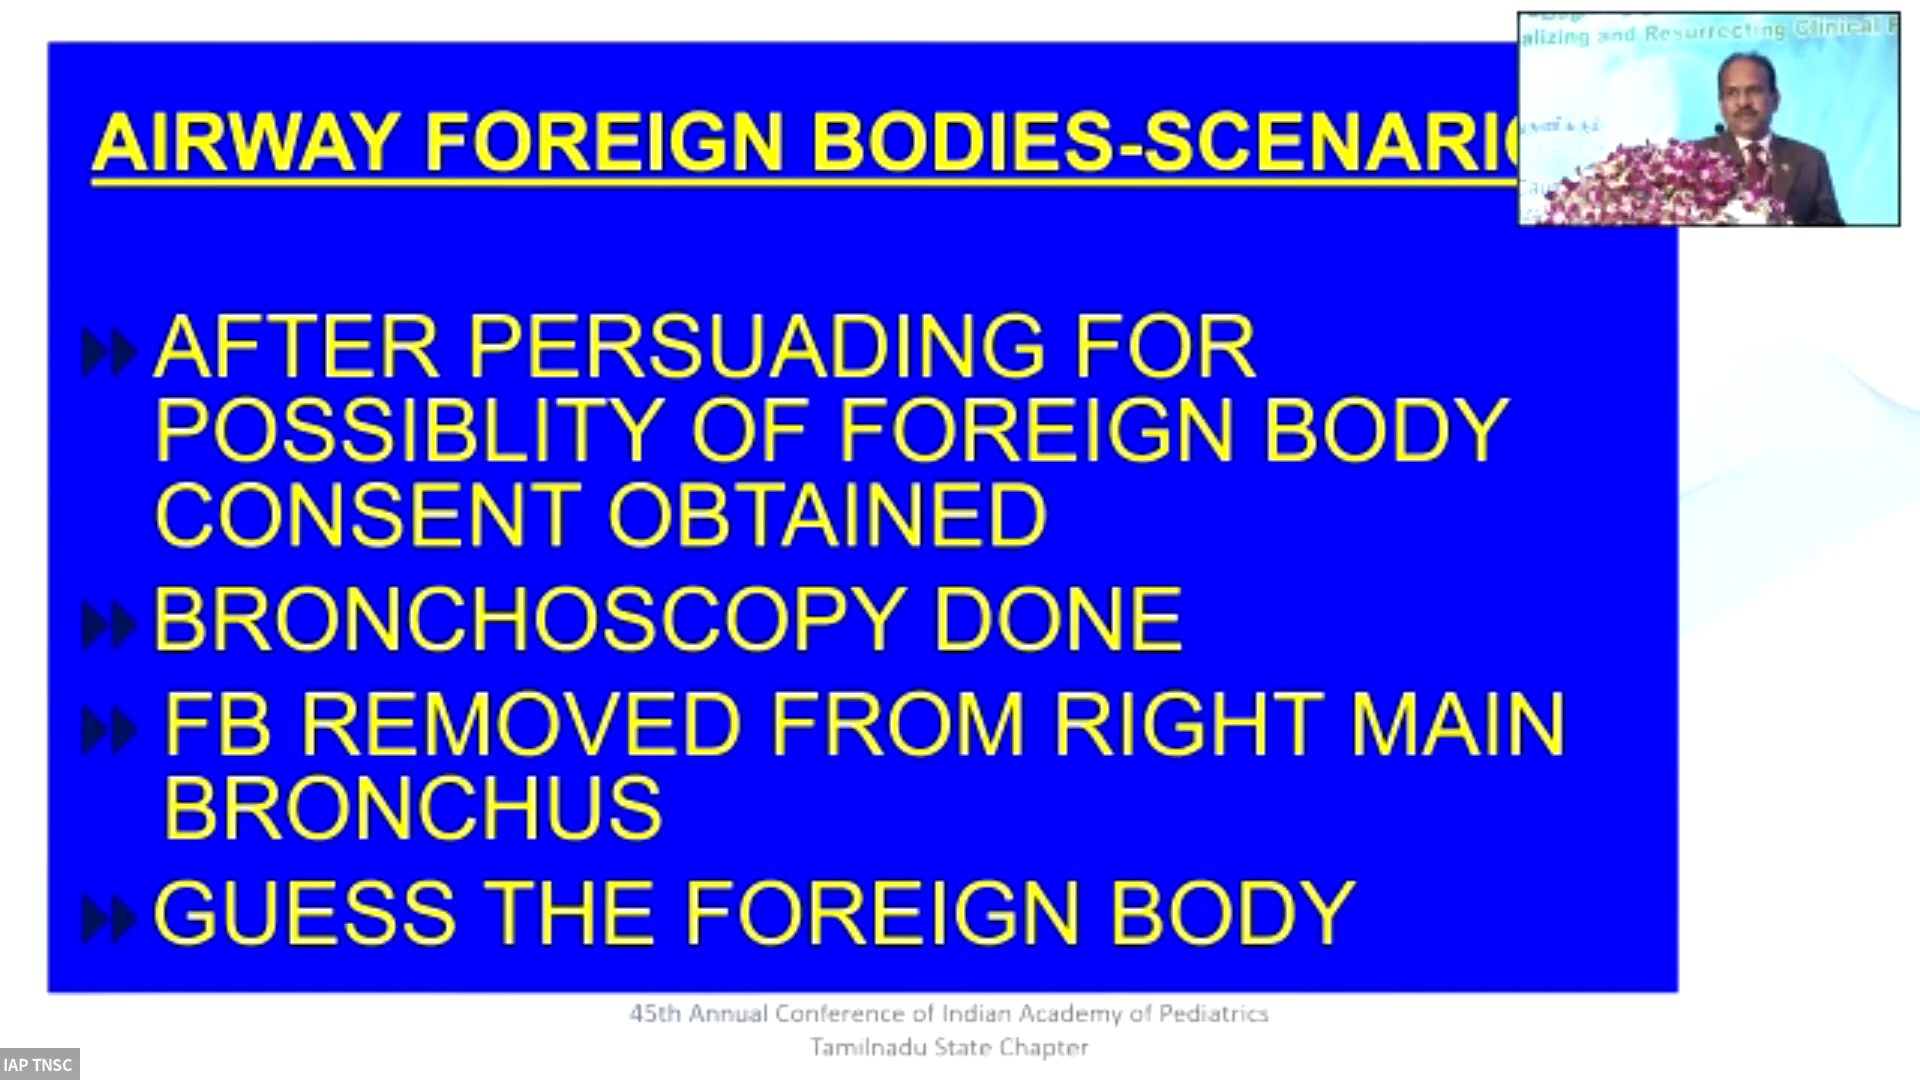 alizing and Resurrecting Clinical
AIRWAY FOREIGN BODIES-SCENARI
AFTER PERSUADING FOR
POSSIBLITY OF FOREIGN BODY
CONSENT OBTAINED
BRONCHOSCOPY DONE
FB REMOVED FROM RIGHT MAIN
BRONCHUS
GUESS THE FOREIGN BODY
45th Annual Conference of Indian Academy of Pediatrics
Tamilnadu State Chapter
IAP TNSC